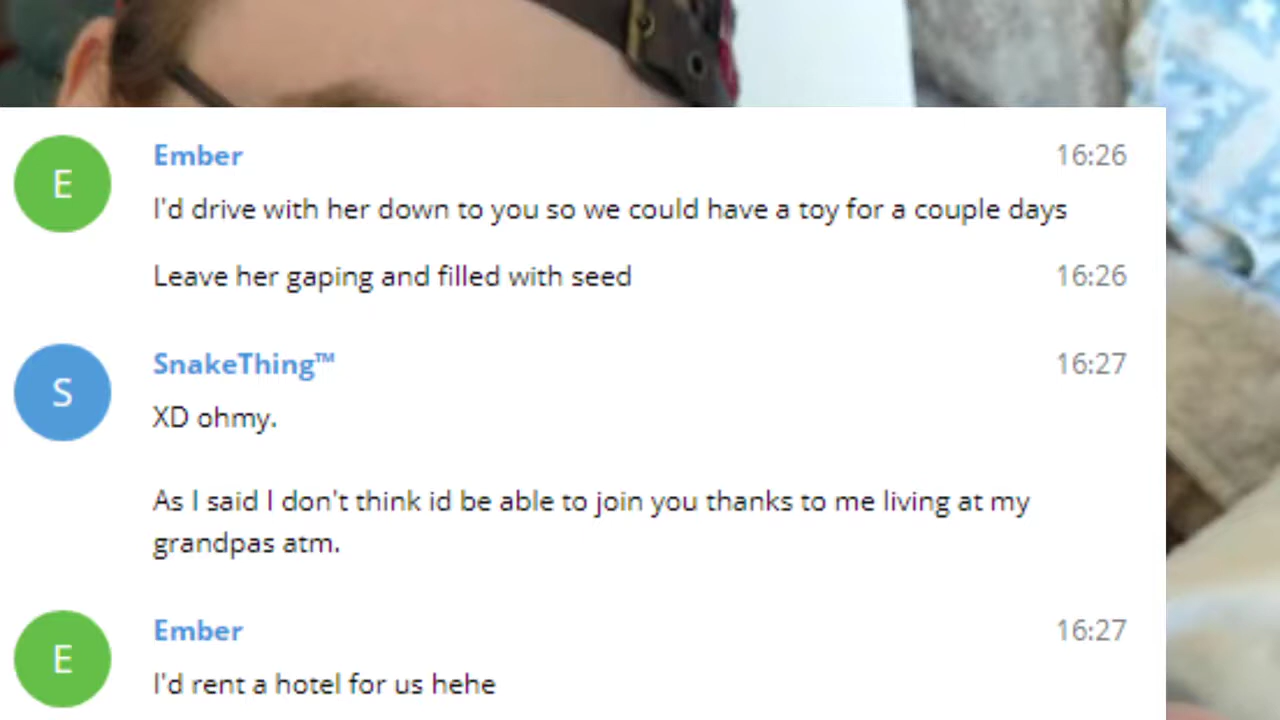 E
Ember 16:26
I'd drive with her down to you so we could have a toy for a couple days
Leave her gaping and filled with seed 16:26
S
SnakeThing™ 16:27
XD ohmy.
As I said I don't think id be able to join you thanks to me living at my
grandpas atm.
E
Ember 16:27
I'd rent a hotel for us hehe